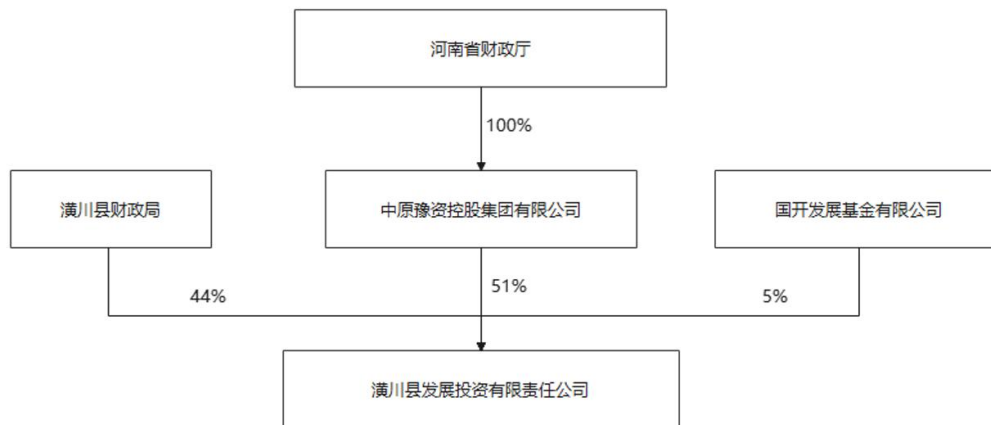 河南省财政厅
100%
潢川县财政局
中原豫资控股集团有限公司
国开发展基金有限公司
44%
51%
5%
潢川县发展投资有限责任公司